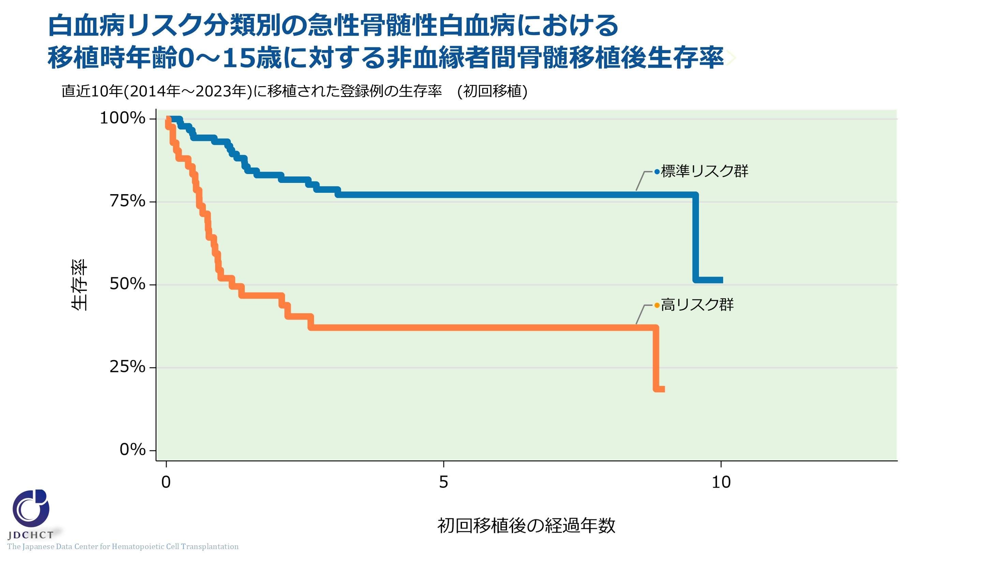 白血病リスク分類別の急性骨髄性白血病における
移植時年齢0～15歳に対する非血縁者間骨髄移植後生存率
直近10年(2014年～2023年)に移植された登録例の生存率　(初回移植)
100%
75%
50%
25%
0%
生存率
標準リスク群
高リスク群
0
5
10
初回移植後の経過年数
JDCHCT
The Japanese Data Center for Hematopoietic Cell Transplantation